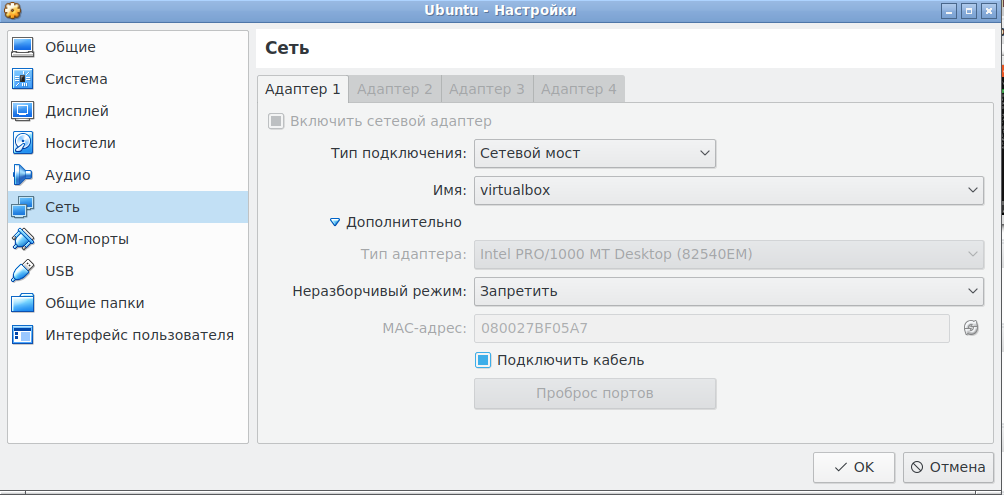 Ubuntu - Настройки
Общие
Система
Дисплей
Носители
Аудио
Сеть
COM-порты
USB
Общие папки
Интерфейс пользователя
Сеть
Адаптер 1 Адаптер 2 Адаптер 3 Адаптер 4
Включить сетевой адаптер
Тип подключения: Сетевой мост
Имя: virtualbox
Дополнительно
Тип адаптера: Intel PRO/1000 MT Desktop (82540EM)
Неразборчивый режим: Запретить
MAC-адрес: 080027BF05A7
Подключить кабель
Проброс портов
OK Отмена